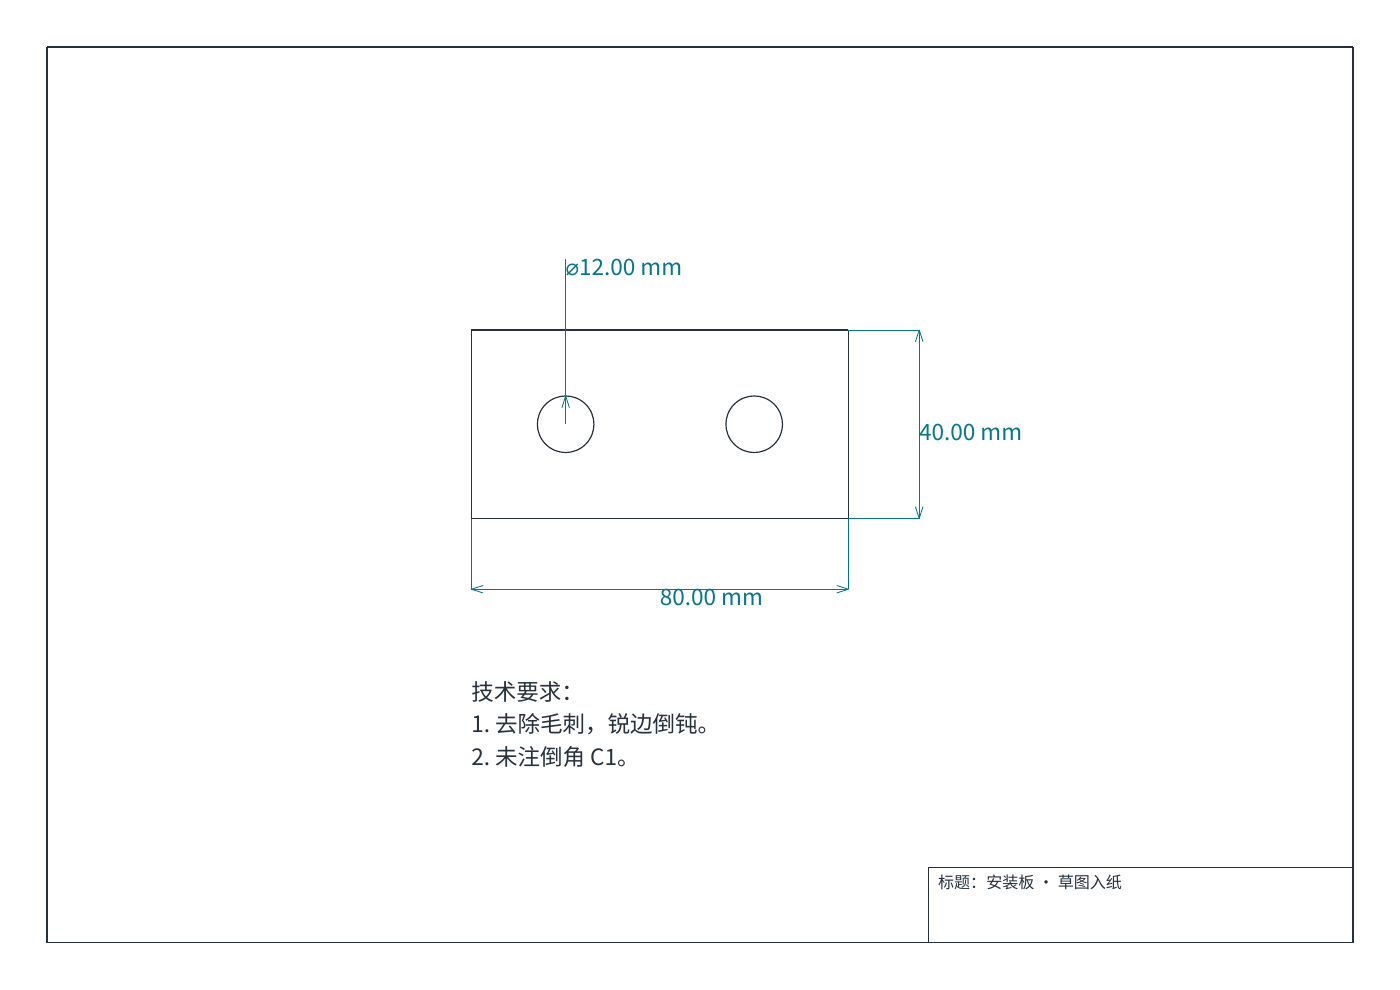 ⌀12.00 mm
40.00 mm
80.00 mm
技术要求：
1. 去除毛刺，锐边倒钝。
2. 未注倒角 C1。
标题：安装板 · 草图入纸